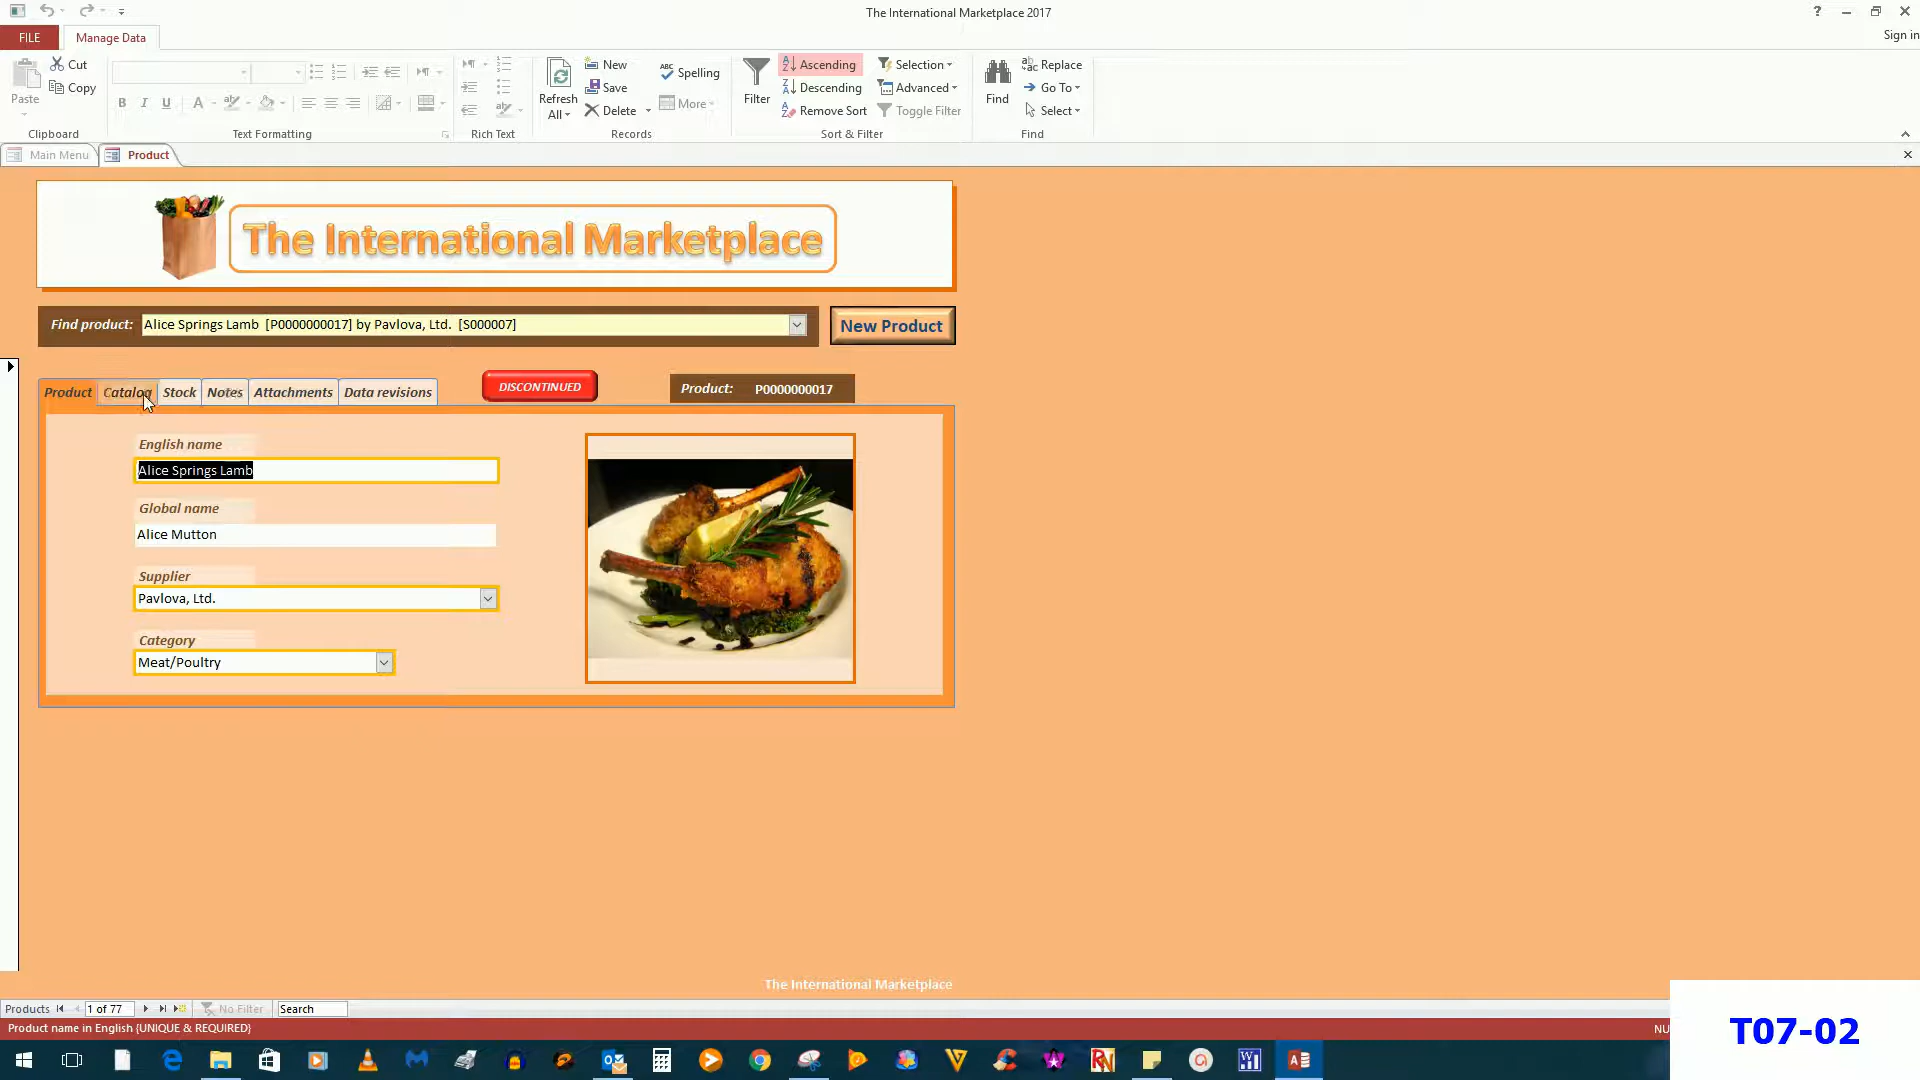 The International Marketplace 2017
Sign in
FILE
Manage Data
Paste
Cut
Copy
Clipboard
B I U A
Text Formatting
Rich Text
Refresh
All
New
Save
Delete
ABC
Spelling
More
Records
Filter
Ascending
Descending
Remove Sort
Selection
Advanced
Toggle Filter
Sort & Filter
Find
Replace
Go To
Select
Find
Main Menu
Product
The International Marketplace
Find product:
Alice Springs Lamb [P0000000017] by Pavlova, Ltd. [S000007]
New Product
Product
Catalog
Stock
Notes
Attachments
Data revisions
DISCONTINUED
Product: P0000000017
English name
Alice Springs Lamb
Global name
Alice Mutton
Supplier
Pavlova, Ltd.
Category
Meat/Poultry
The International Marketplace
Products
1 of 77
No Filter
Search
Product name in English {UNIQUE & REQUIRED}
NU
T07-02